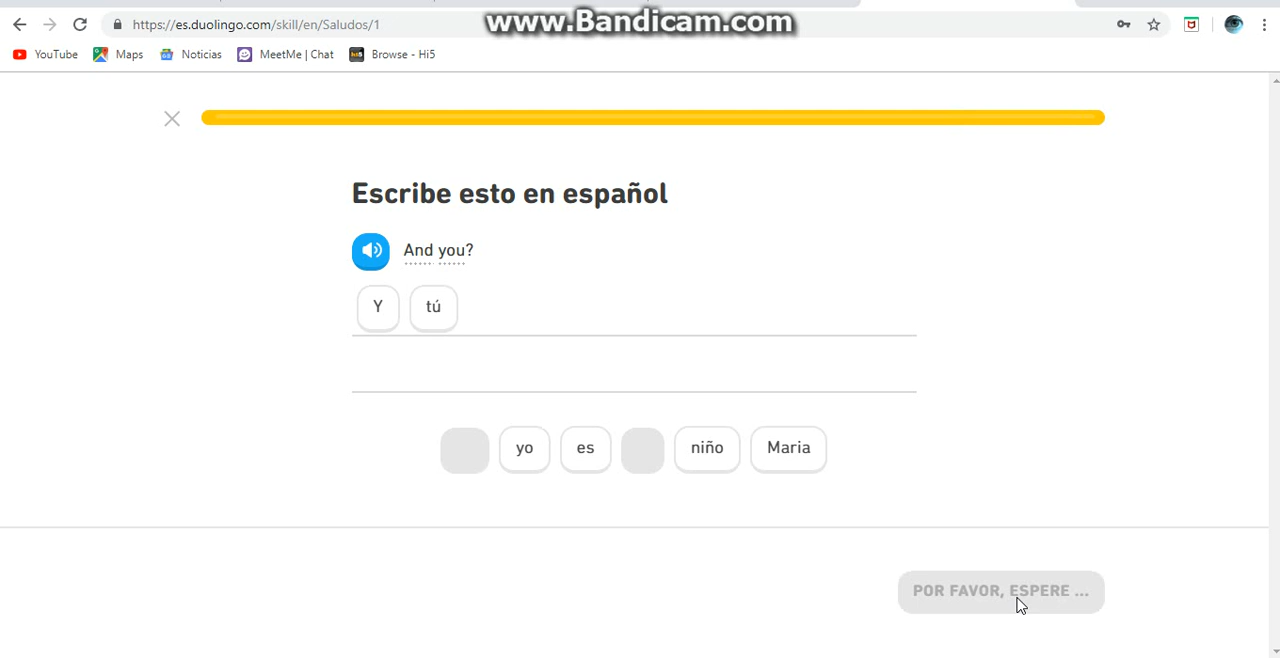 www.Bandicam.com
https://es.duolingo.com/skill/en/Saludos/1
YouTube Maps Noticias MeetMe | Chat hi5 Browse - Hi5
Escribe esto en español
And you?
Y tú
yo es niño Maria
POR FAVOR, ESPERE ...